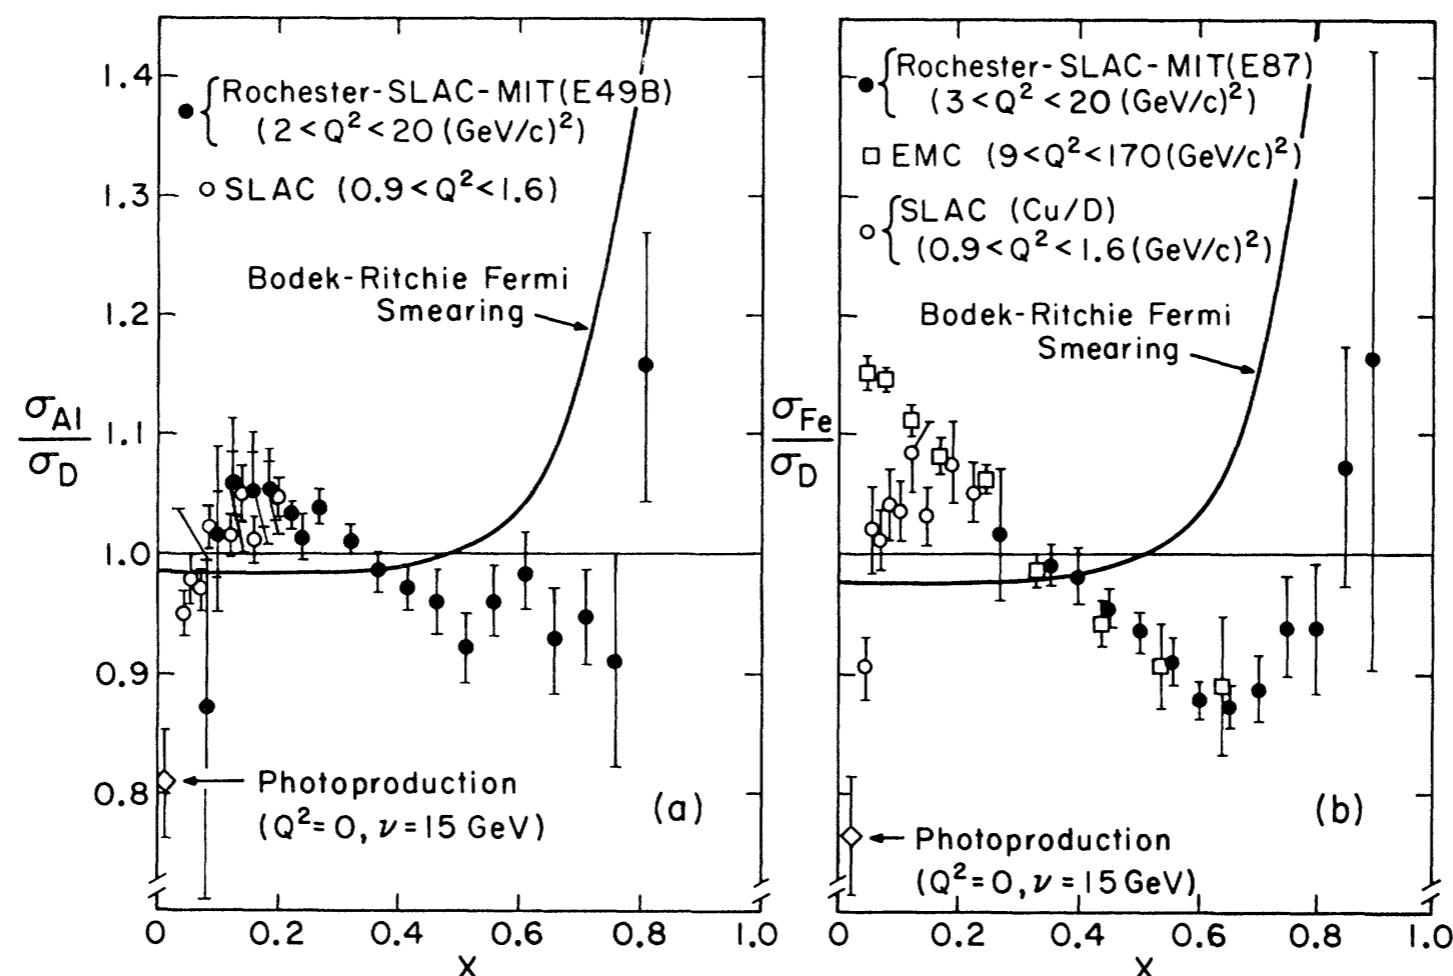 1.4
1.3
1.2
1.1
1.0
0.9
0.8
σAl
σD
Rochester-SLAC-MIT(E49B)
(2<Q²<20 (GeV/c)²)
SLAC (0.9<Q²<1.6)
Bodek-Ritchie Fermi
Smearing
Photoproduction
(Q²=0, ν=15 GeV)
(a)
0 0.2 0.4 0.6 0.8 1.0
X
σFe
σD
Rochester-SLAC-MIT(E87)
(3<Q²<20 (GeV/c)²)
EMC (9<Q²<170(GeV/c)²)
SLAC (Cu/D)
(0.9<Q²<1.6(GeV/c)²)
Bodek-Ritchie Fermi
Smearing
Photoproduction
(Q²=0, ν=15 GeV)
(b)
0 0.2 0.4 0.6 0.8 1.0
X